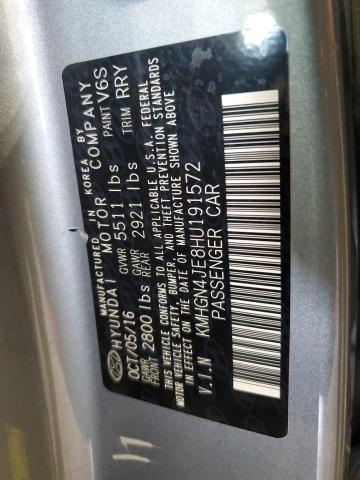 MANUFACTURED IN KOREA BY
HYUNDAI MOTOR COMPANY
OCT/05/16 GVWR 5511 lbs PAINT V6S
GAWR FRONT 2800 lbs GAWR REAR 2921 lbs TRIM RRY
THIS VEHICLE CONFORMS TO ALL APPLICABLE U.S.A. FEDERAL
MOTOR VEHICLE SAFETY, BUMPER, AND THEFT PREVENTION STANDARDS
IN EFFECT ON THE DATE OF MANUFACTURE SHOWN ABOVE
V.I.N KMHGN4JE8HU191572
PASSENGER CAR